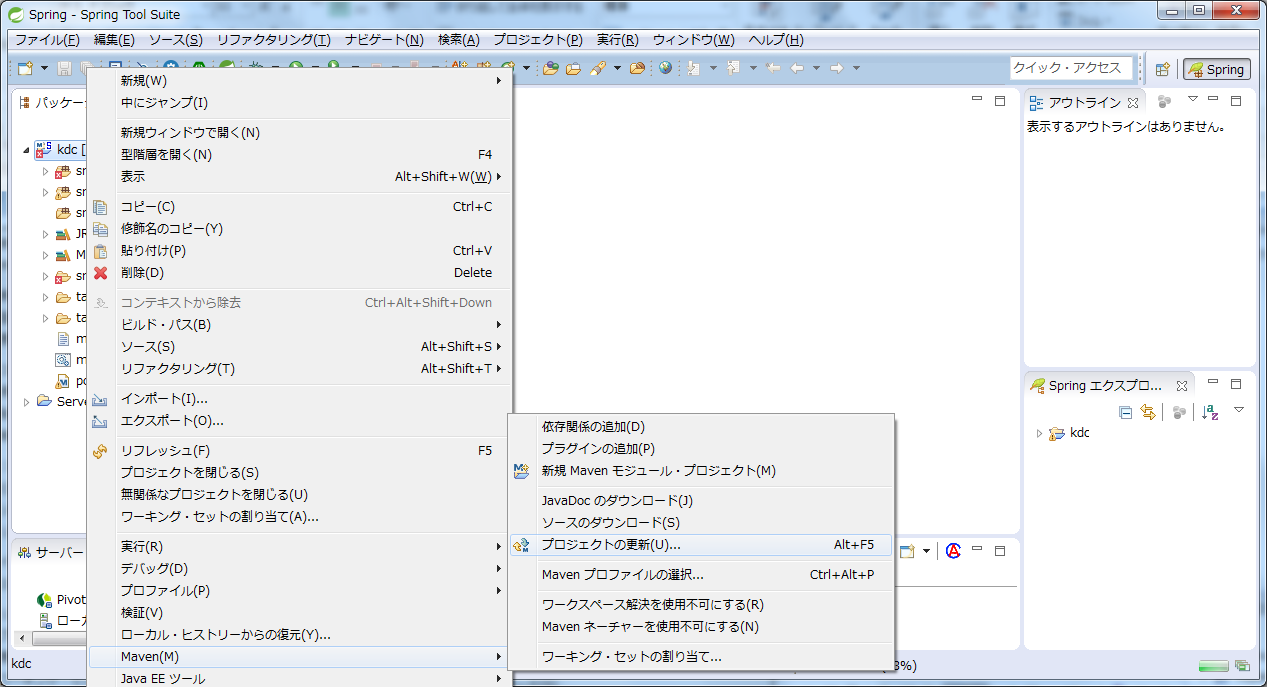 Spring - Spring Tool Suite
ファイル(F) 編集(E) ソース(S) リファクタリング(T) ナビゲート(N) 検索(A) プロジェクト(P) 実行(R) ウィンドウ(W) ヘルプ(H)
クイック・アクセス
Spring
パッケー
kdc [
JR
Serve
サーバー
Pivot
ローカ
kdc
新規(W)
中にジャンプ(I)
新規ウィンドウで開く(N)
型階層を開く(N) F4
表示 Alt+Shift+W(W)
コピー(C) Ctrl+C
修飾名のコピー(Y)
貼り付け(P) Ctrl+V
削除(D) Delete
コンテキストから除去 Ctrl+Alt+Shift+Down
ビルド・パス(B)
ソース(S) Alt+Shift+S
リファクタリング(T) Alt+Shift+T
インポート(I)...
エクスポート(O)...
リフレッシュ(F) F5
プロジェクトを閉じる(S)
無関係なプロジェクトを閉じる(U)
ワーキング・セットの割り当て(A)...
実行(R)
デバッグ(D)
プロファイル(P)
検証(V)
ローカル・ヒストリーからの復元(Y)...
Maven(M)
Java EE ツール
依存関係の追加(D)
プラグインの追加(P)
新規 Maven モジュール・プロジェクト(M)
JavaDoc のダウンロード(J)
ソースのダウンロード(S)
プロジェクトの更新(U)... Alt+F5
Maven プロファイルの選択... Ctrl+Alt+P
ワークスペース解決を使用不可にする(R)
Maven ネーチャーを使用不可にする(N)
ワーキング・セットの割り当て...
3%)
アウトライン
表示するアウトラインはありません。
Spring エクスプロ...
kdc